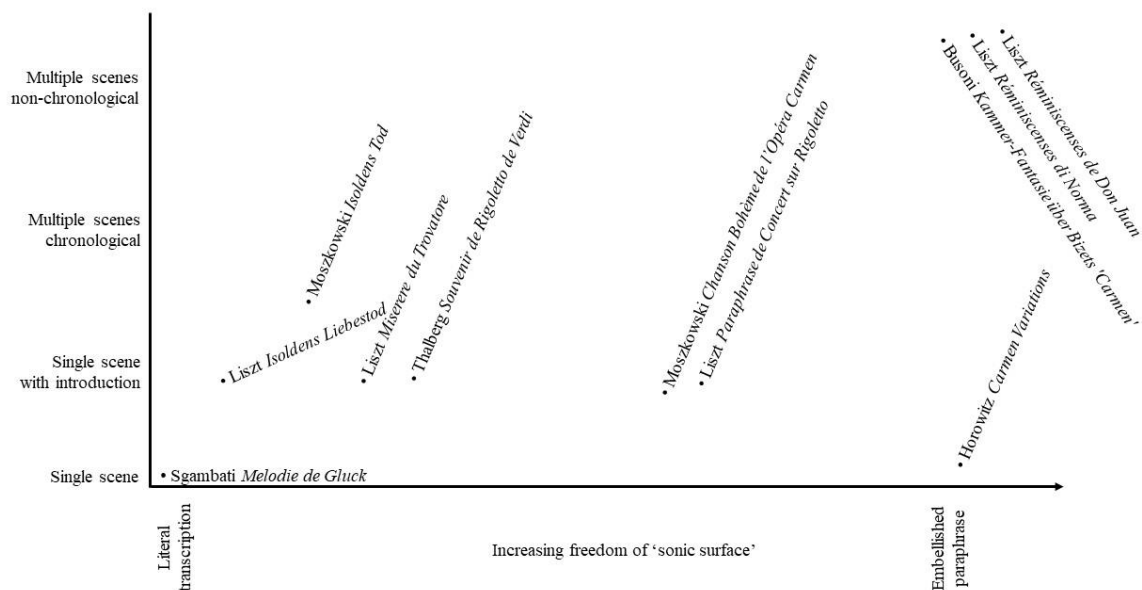 Multiple scenes
non-chronological
Multiple scenes
chronological
Single scene
with introduction
Single scene
• Sgambati Melodie de Gluck
• Liszt Isoldens Liebestod
• Moszkowski Isoldens Tod
• Liszt Miserere du Trovatore
• Thalberg Souvenir de Rigoletto de Verdi
• Moszkowski Chanson Bohème de l'Opéra Carmen
• Liszt Paraphrase de Concert sur Rigoletto
• Busoni Kammer-Fantasie über Bizets 'Carmen'
• Liszt Réminiscenses di Norma
• Liszt Réminiscenses de Don Juan
• Horowitz Carmen Variations
Literal
transcription
Increasing freedom of ‘sonic surface’
Embellished
paraphrase